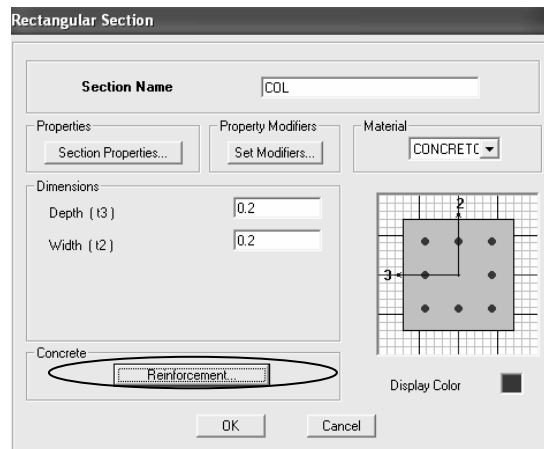 Rectangular Section
Section Name COL
Properties Property Modifiers Material
Section Properties... Set Modifiers... CONCRETC
Dimensions
Depth ( t3 ) 0.2
Width ( t2 ) 0.2
2
3
Concrete
Reinforcement...
Display Color
OK Cancel